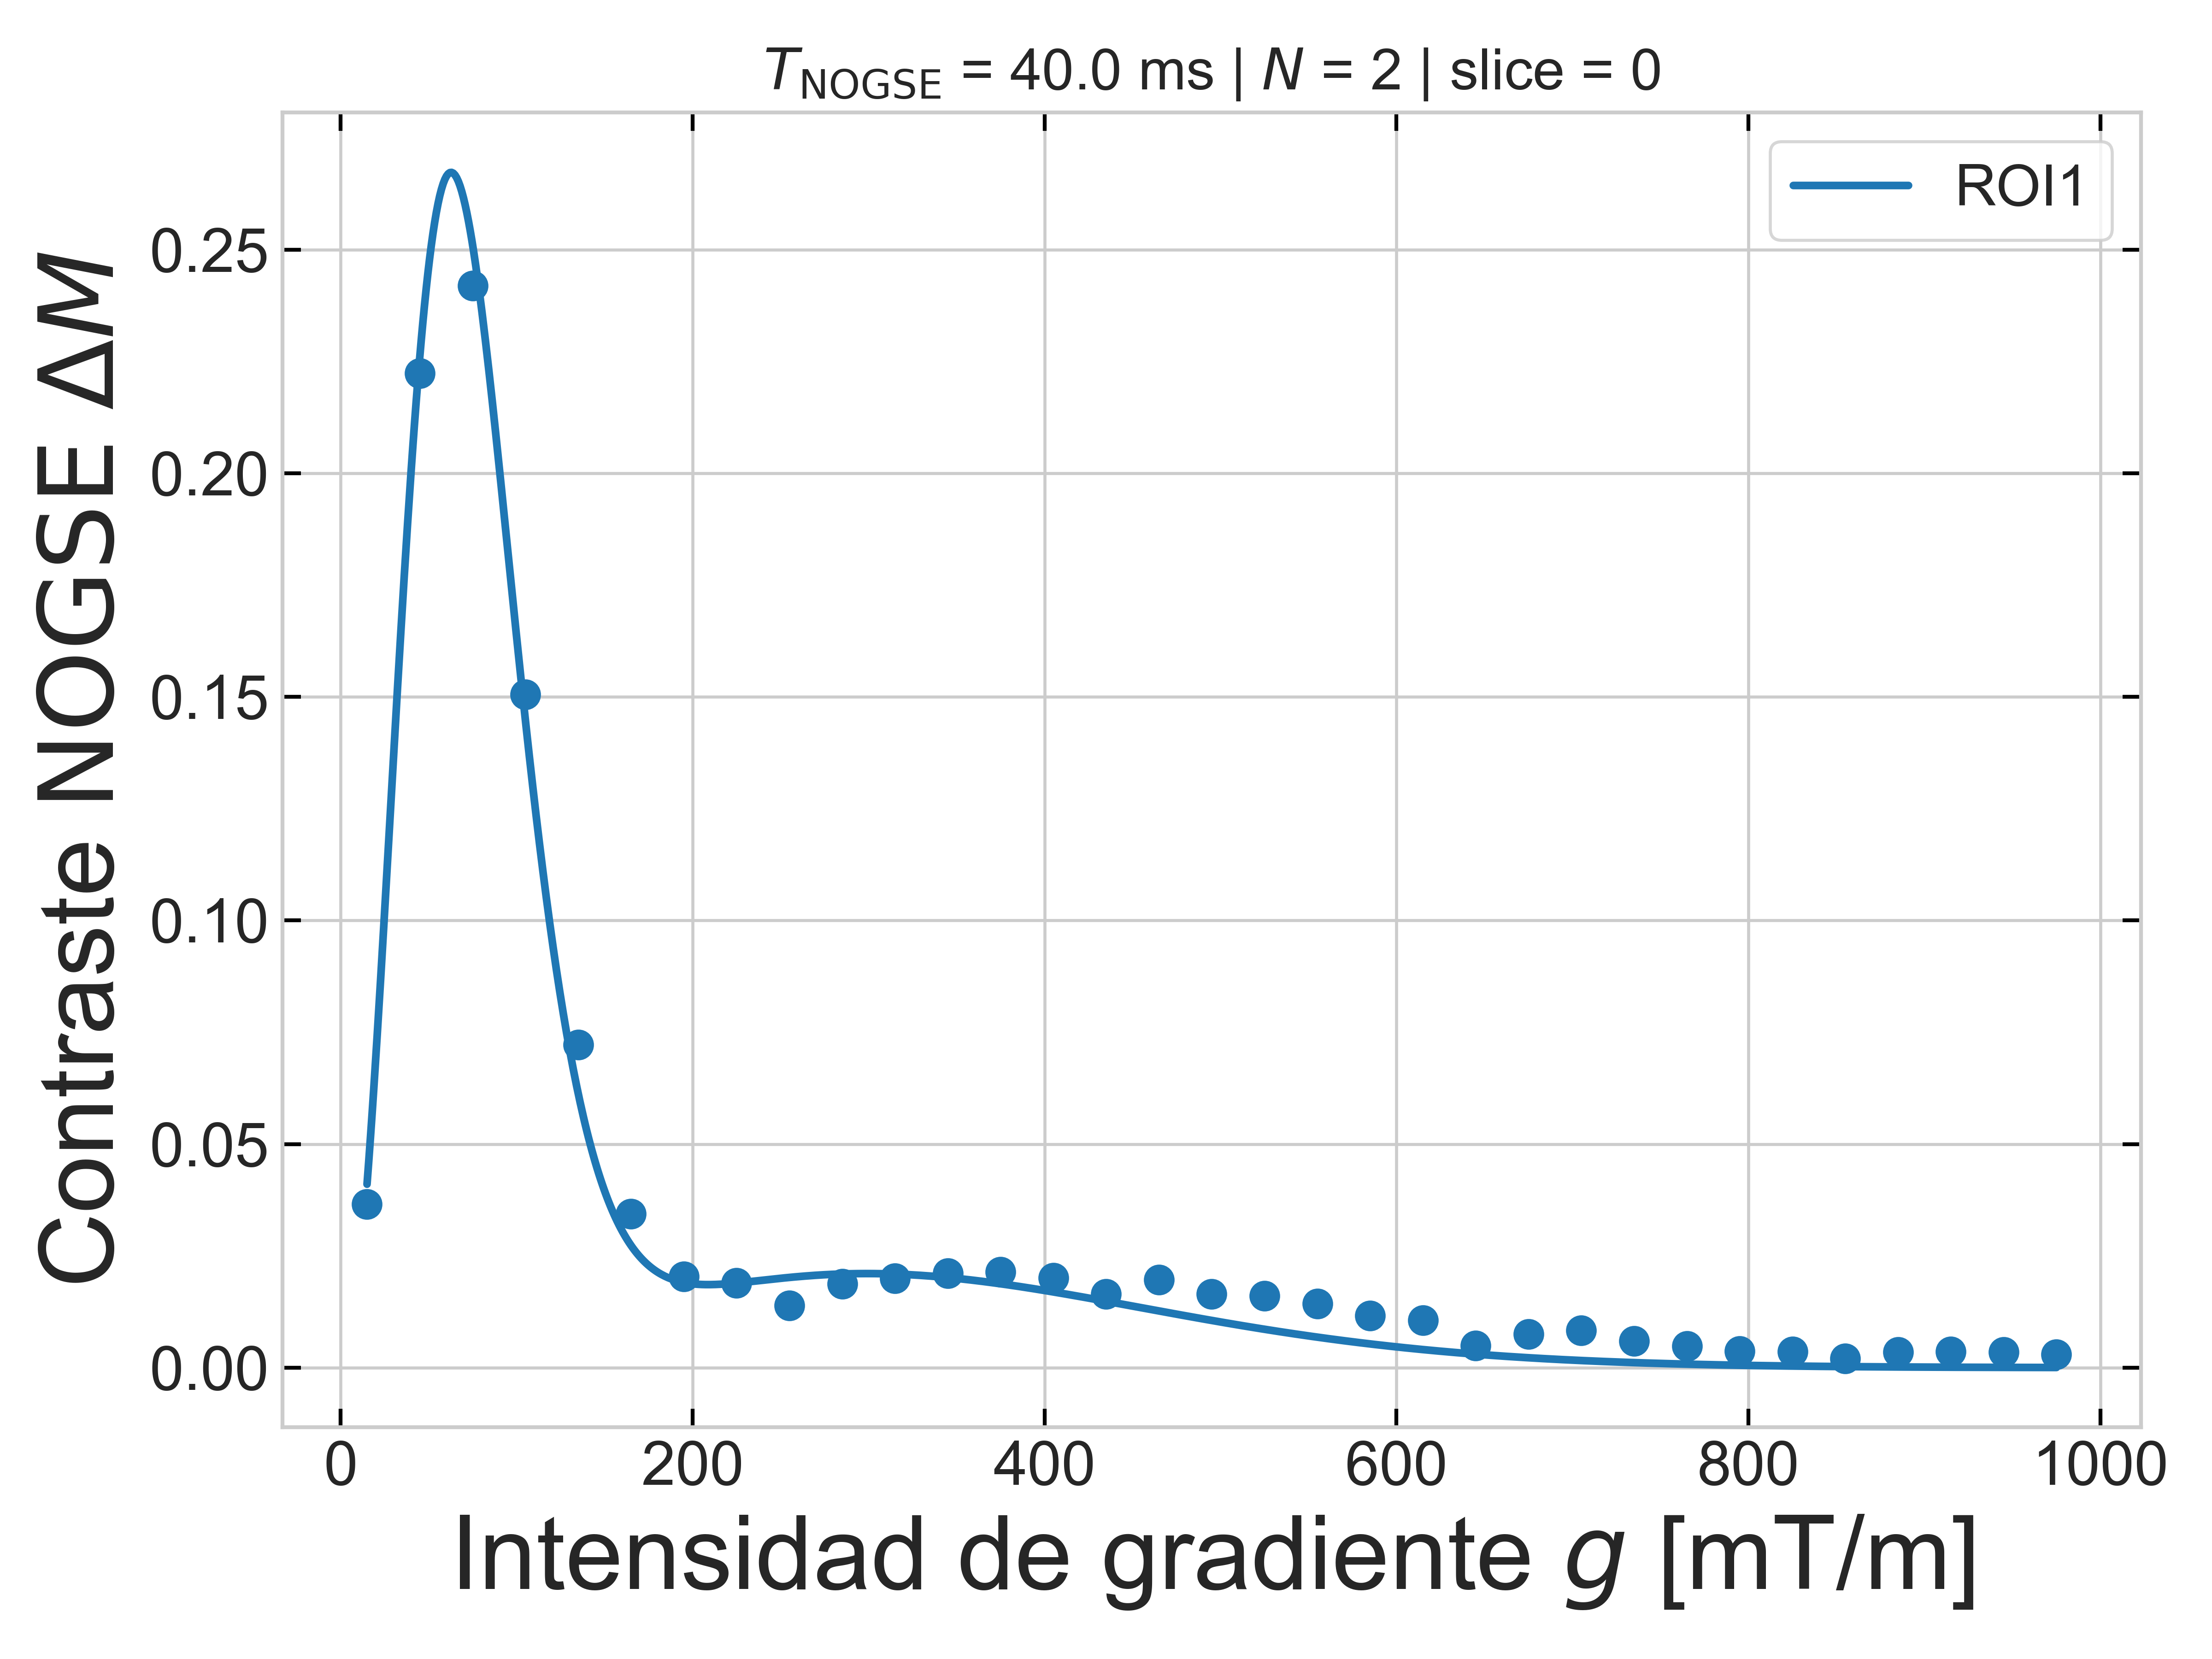 T_NOGSE = 40.0 ms | N = 2 | slice = 0
ROI1
Contraste NOGSE ΔM
0.25
0.20
0.15
0.10
0.05
0.00
0 200 400 600 800 1000
Intensidad de gradiente g [mT/m]